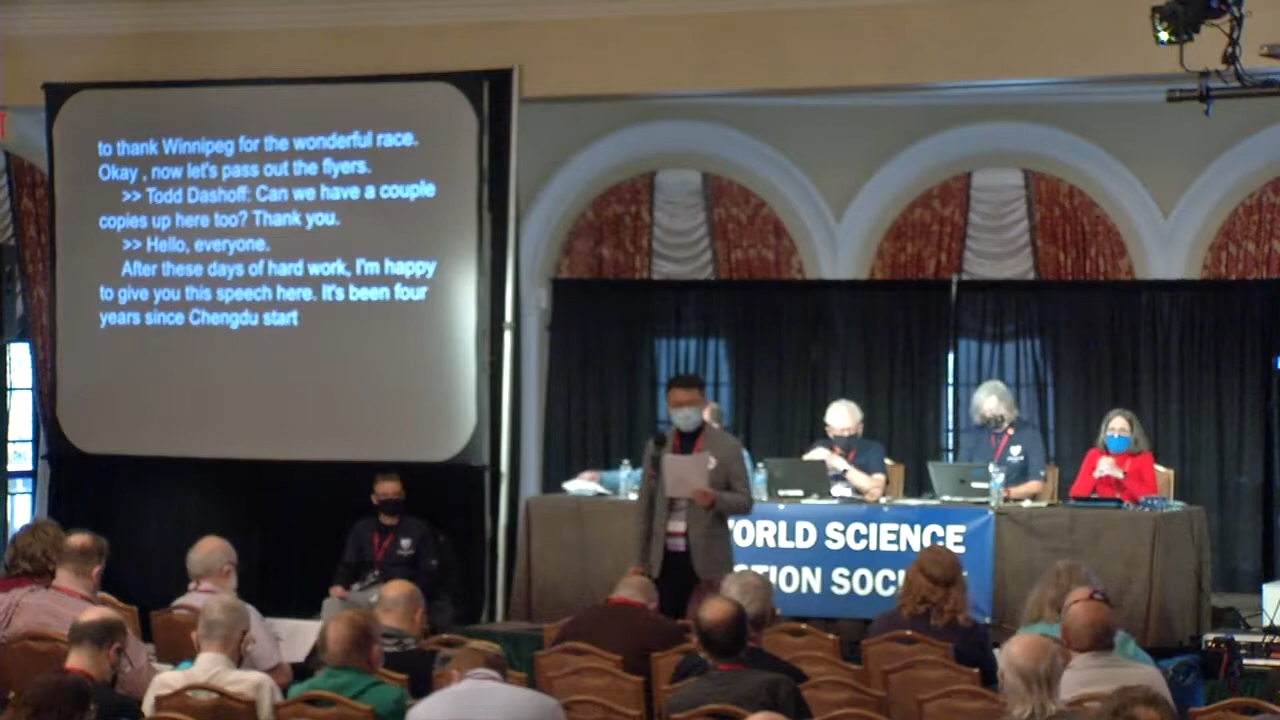 to thank Winnipeg for the wonderful race.
Okay , now let's pass out the flyers.
>> Todd Dashoff: Can we have a couple
copies up here too? Thank you.
>> Hello, everyone.
After these days of hard work, I'm happy
to give you this speech here. It's been four
years since Chengdu start
ORLD SCIENCE
TION SOCI